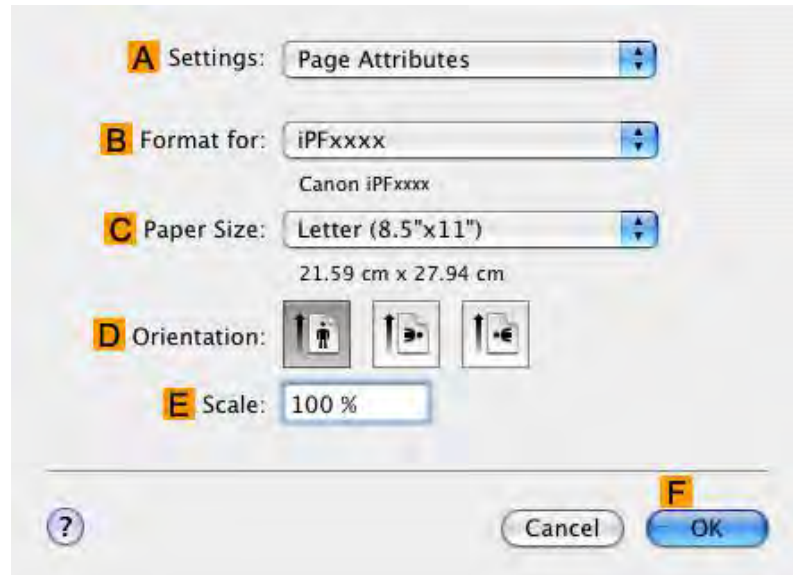 A Settings: Page Attributes
B Format for: iPFxxxx
Canon iPFxxxx
C Paper Size: Letter (8.5"x11")
21.59 cm x 27.94 cm
D Orientation:
E Scale: 100 %
F
? Cancel OK